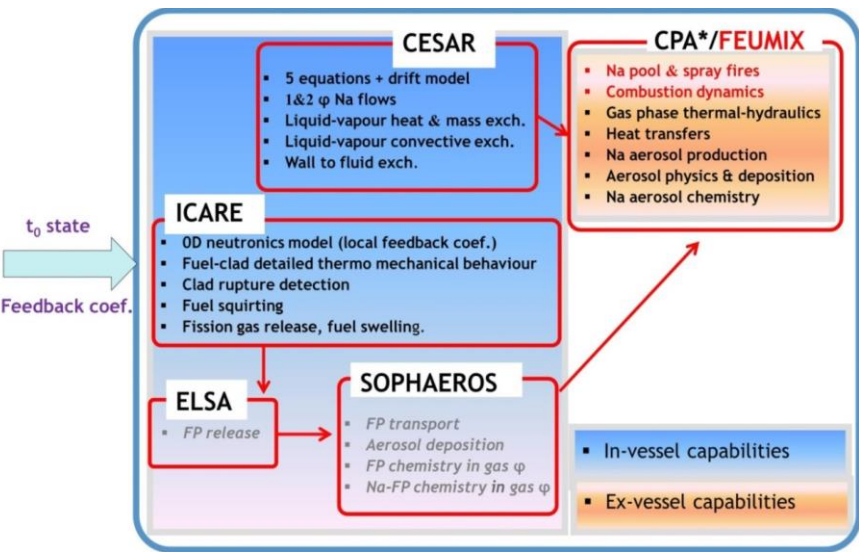 CESAR
▪ 5 equations + drift model
▪ 1&2 φ Na flows
▪ Liquid-vapour heat & mass exch.
▪ Liquid-vapour convective exch.
▪ Wall to fluid exch.
CPA*/FEUMIX
▪ Na pool & spray fires
▪ Combustion dynamics
▪ Gas phase thermal-hydraulics
▪ Heat transfers
▪ Na aerosol production
▪ Aerosol physics & deposition
▪ Na aerosol chemistry
t₀ state
Feedback coef.
ICARE
▪ 0D neutronics model (local feedback coef.)
▪ Fuel-clad detailed thermo mechanical behaviour
▪ Clad rupture detection
▪ Fuel squirting
▪ Fission gas release, fuel swelling.
ELSA
▪ FP release
SOPHAEROS
▪ FP transport
▪ Aerosol deposition
▪ FP chemistry in gas φ
▪ Na-FP chemistry in gas φ
▪ In-vessel capabilities
▪ Ex-vessel capabilities